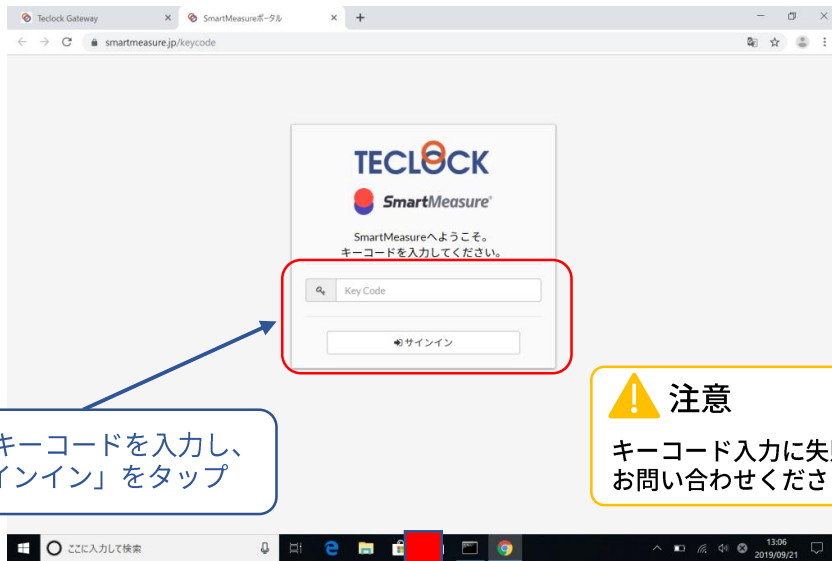 Teclock Gateway
SmartMeasureポータル
smartmeasure.jp/keycode
TECLOCK
SmartMeasure
SmartMeasureへようこそ。
キーコードを入力してください。
Key Code
サインイン
キーコードを入力し、
インイン」をタップ
注意
キーコード入力に失
お問い合わせくださ
ここに入力して検索
13:06
2019/09/21